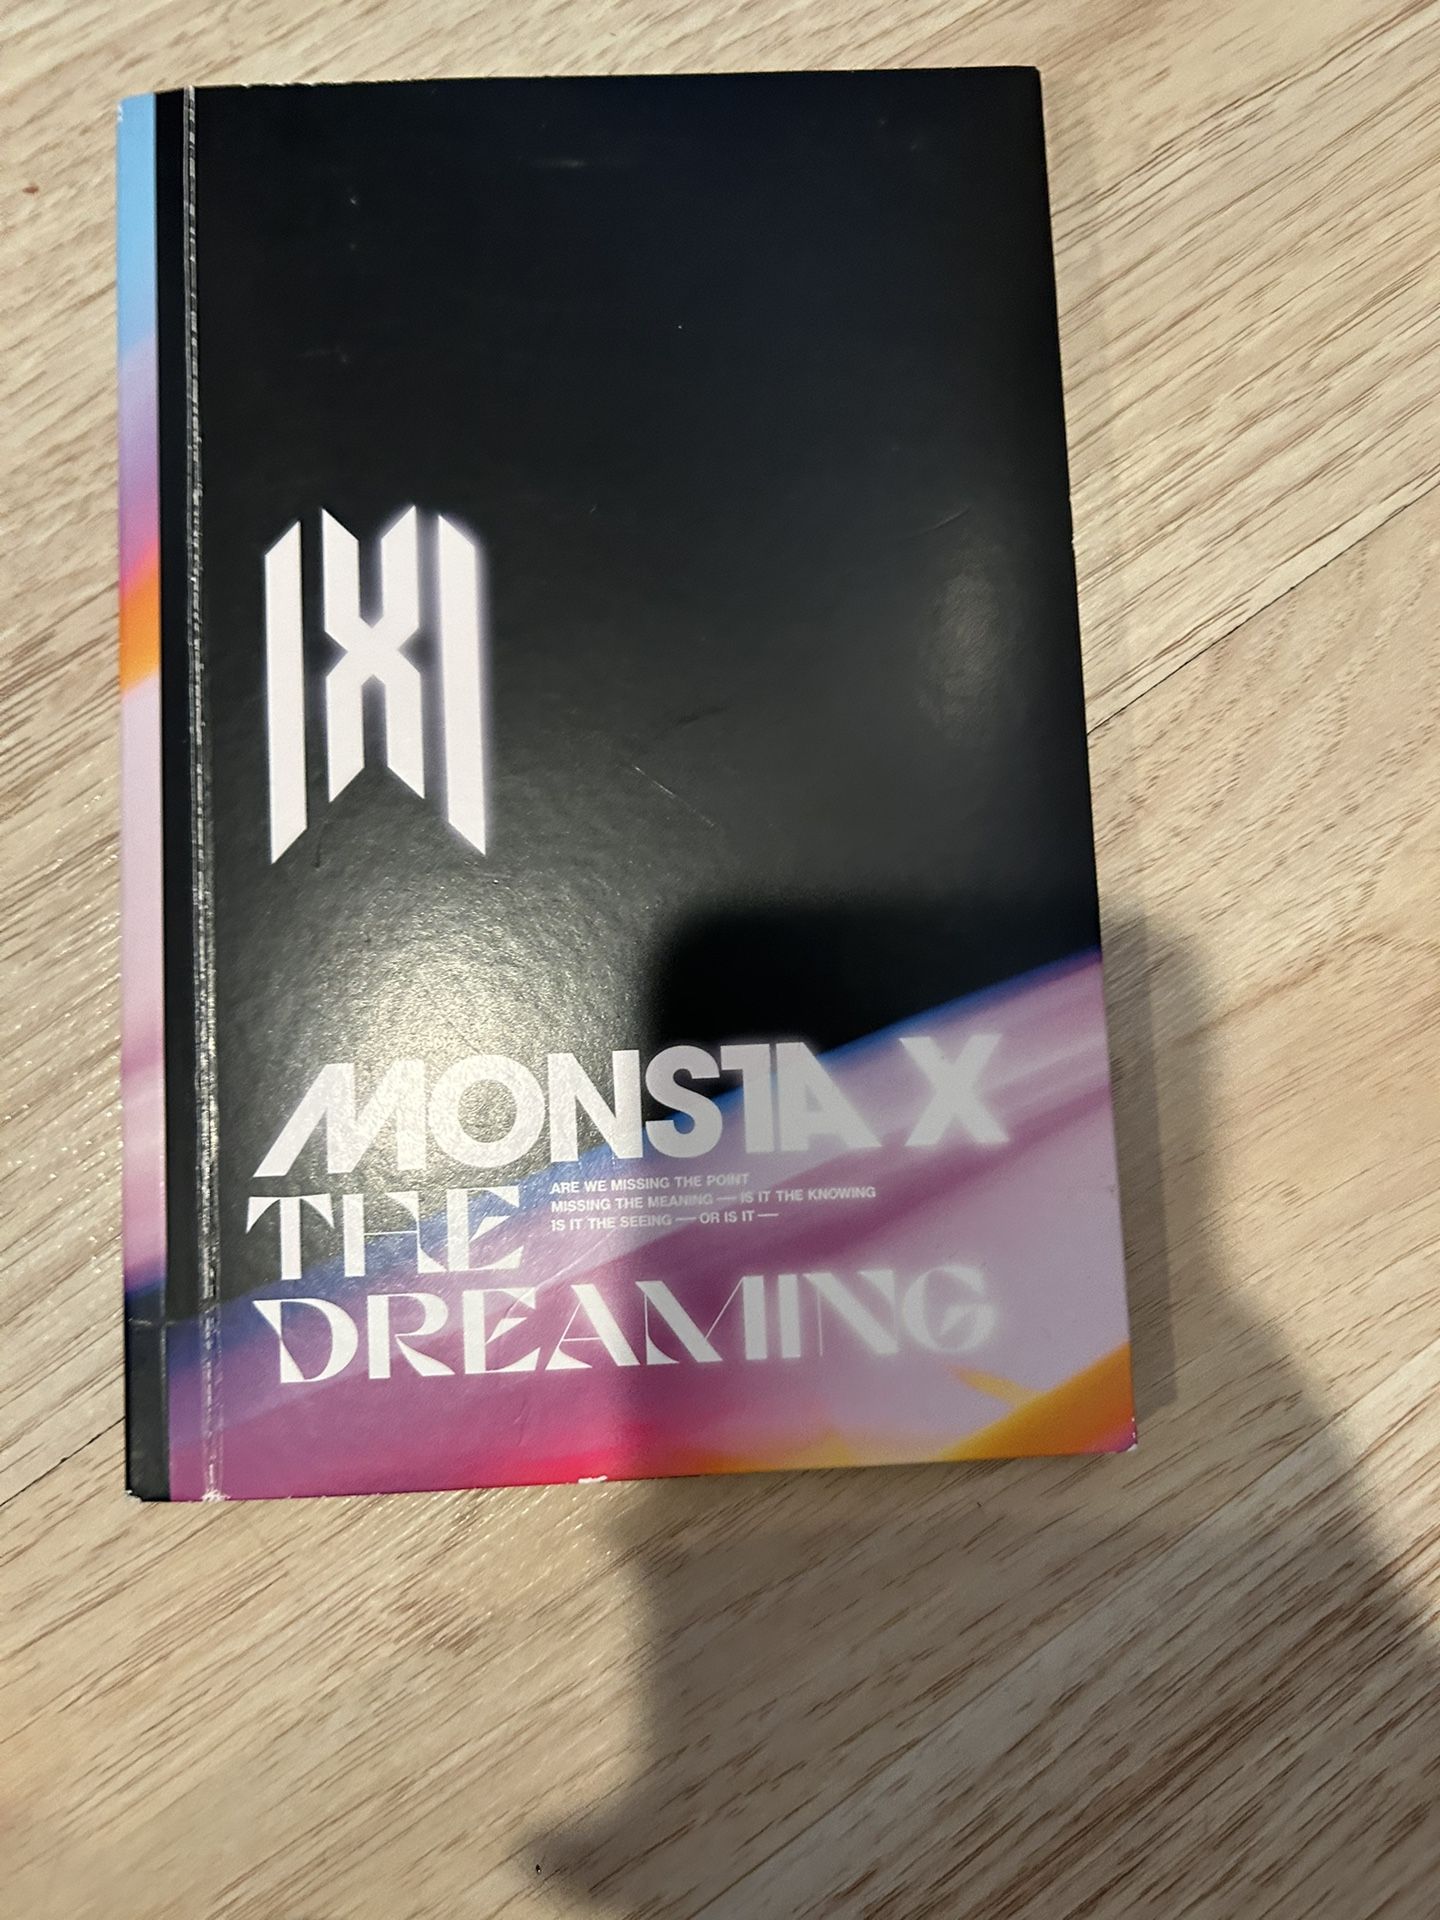 MONSTA X
THE
ARE WE MISSING THE POINT
MISSING THE MEANING — IS IT THE KNOWING
IS IT THE SEEING — OR IS IT —
DREAMING